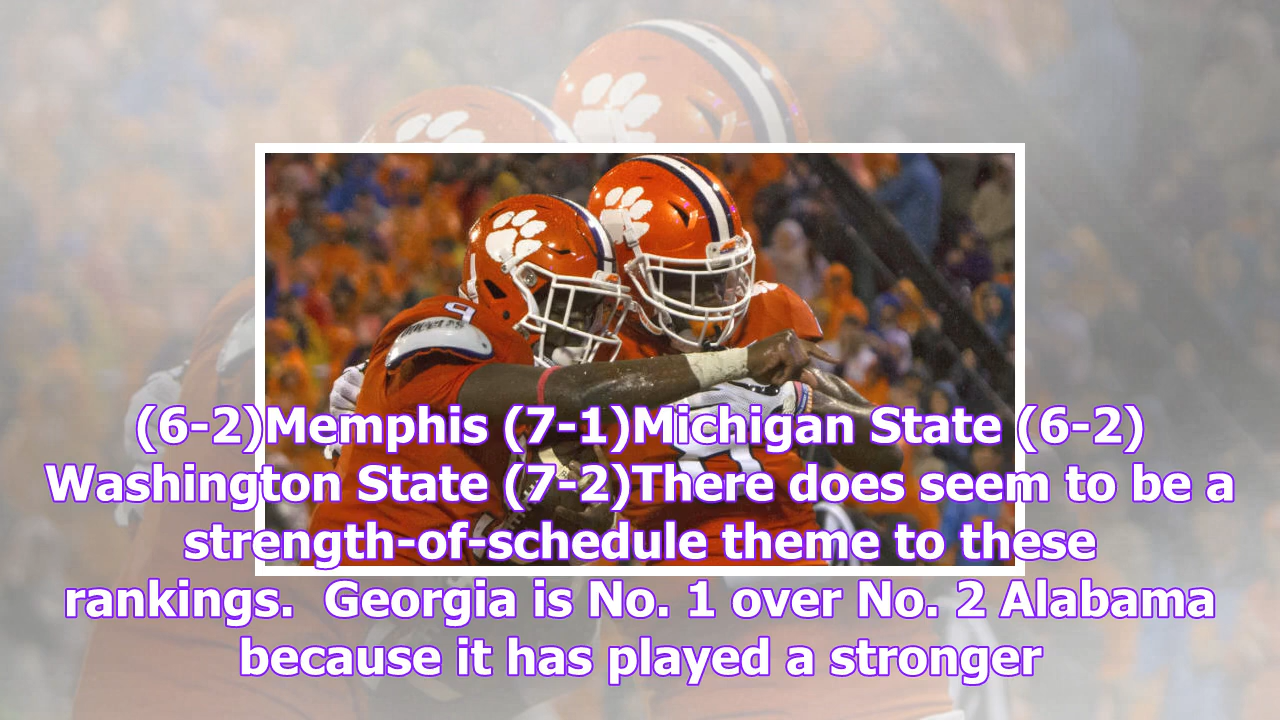 (6-2)Memphis (7-1)Michigan State (6-2)
Washington State (7-2)There does seem to be a
strength-of-schedule theme to these
rankings.  Georgia is No. 1 over No. 2 Alabama
because it has played a stronger